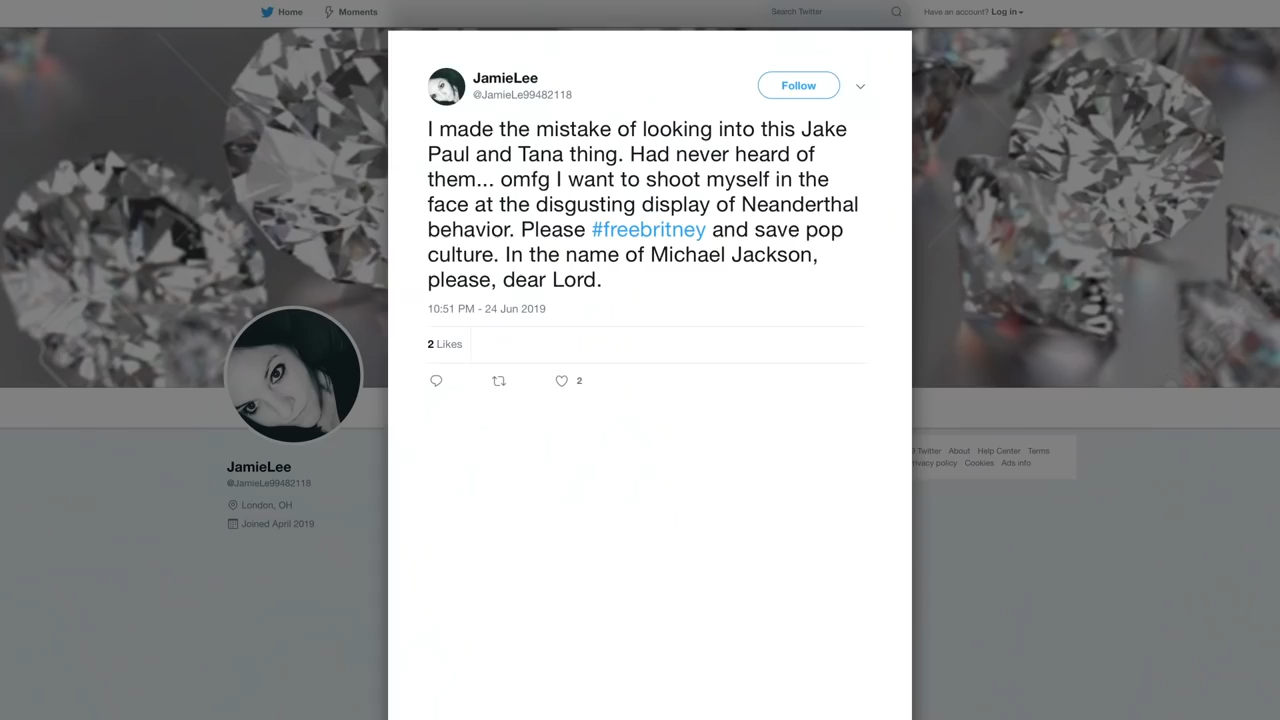 Home
Moments
Search Twitter
Have an account? Log in
JamieLee
@JamieLe99482118
Follow
I made the mistake of looking into this Jake
Paul and Tana thing. Had never heard of
them... omfg I want to shoot myself in the
face at the disgusting display of Neanderthal
behavior. Please #freebritney and save pop
culture. In the name of Michael Jackson,
please, dear Lord.
10:51 PM - 24 Jun 2019
2 Likes
2
JamieLee
@JamieLe99482118
London, OH
Joined April 2019
Twitter About Help Center Terms
policy Cookies Ads info